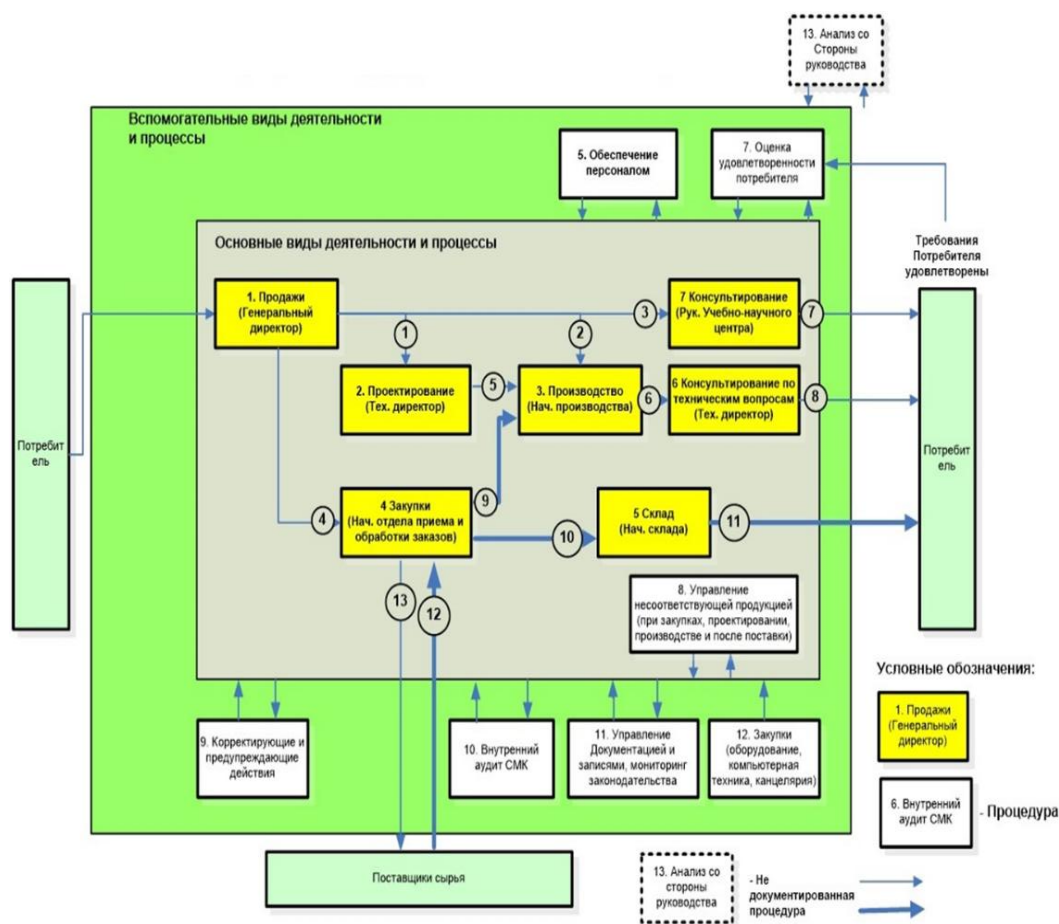 13. Анализ со
Стороны
руководства
Вспомогательные виды деятельности
и процессы
5. Обеспечение
персоналом
7. Оценка
удовлетворенности
потребителя
Основные виды деятельности и процессы
Требования
Потребителя
удовлетворены
1. Продажи
(Генеральный
директор)
3
7 Консультирование
(Рук. Учебно-научного
центра)
7
1
2
2. Проектирование
(Тех. директор)
5
3. Производство
(Нач. производства)
6
6 Консультирование по
техническим вопросам
(Тех. директор)
8
Потребит
ель
Потребит
ель
4
4 Закупки
(Нач. отдела приема и
обработки заказов)
9
10
5 Склад
(Нач. склада)
11
13
12
8. Управление
несоответствующей продукцией
(при закупках, проектировании,
производстве и после поставки)
Условные обозначения:
1. Продажи
(Генеральный
директор)
9. Корректирующие и
предупреждающие
действия
10. Внутренний
аудит СМК
11. Управление
Документацией и
записями, мониторинг
законодательства
12. Закупки
(оборудование,
компьютерная
техника, канцелярия)
6. Внутренний
аудит СМК
- Процедура
Поставщики сырья
13. Анализ со
стороны
руководства
- Не
документированная
процедура